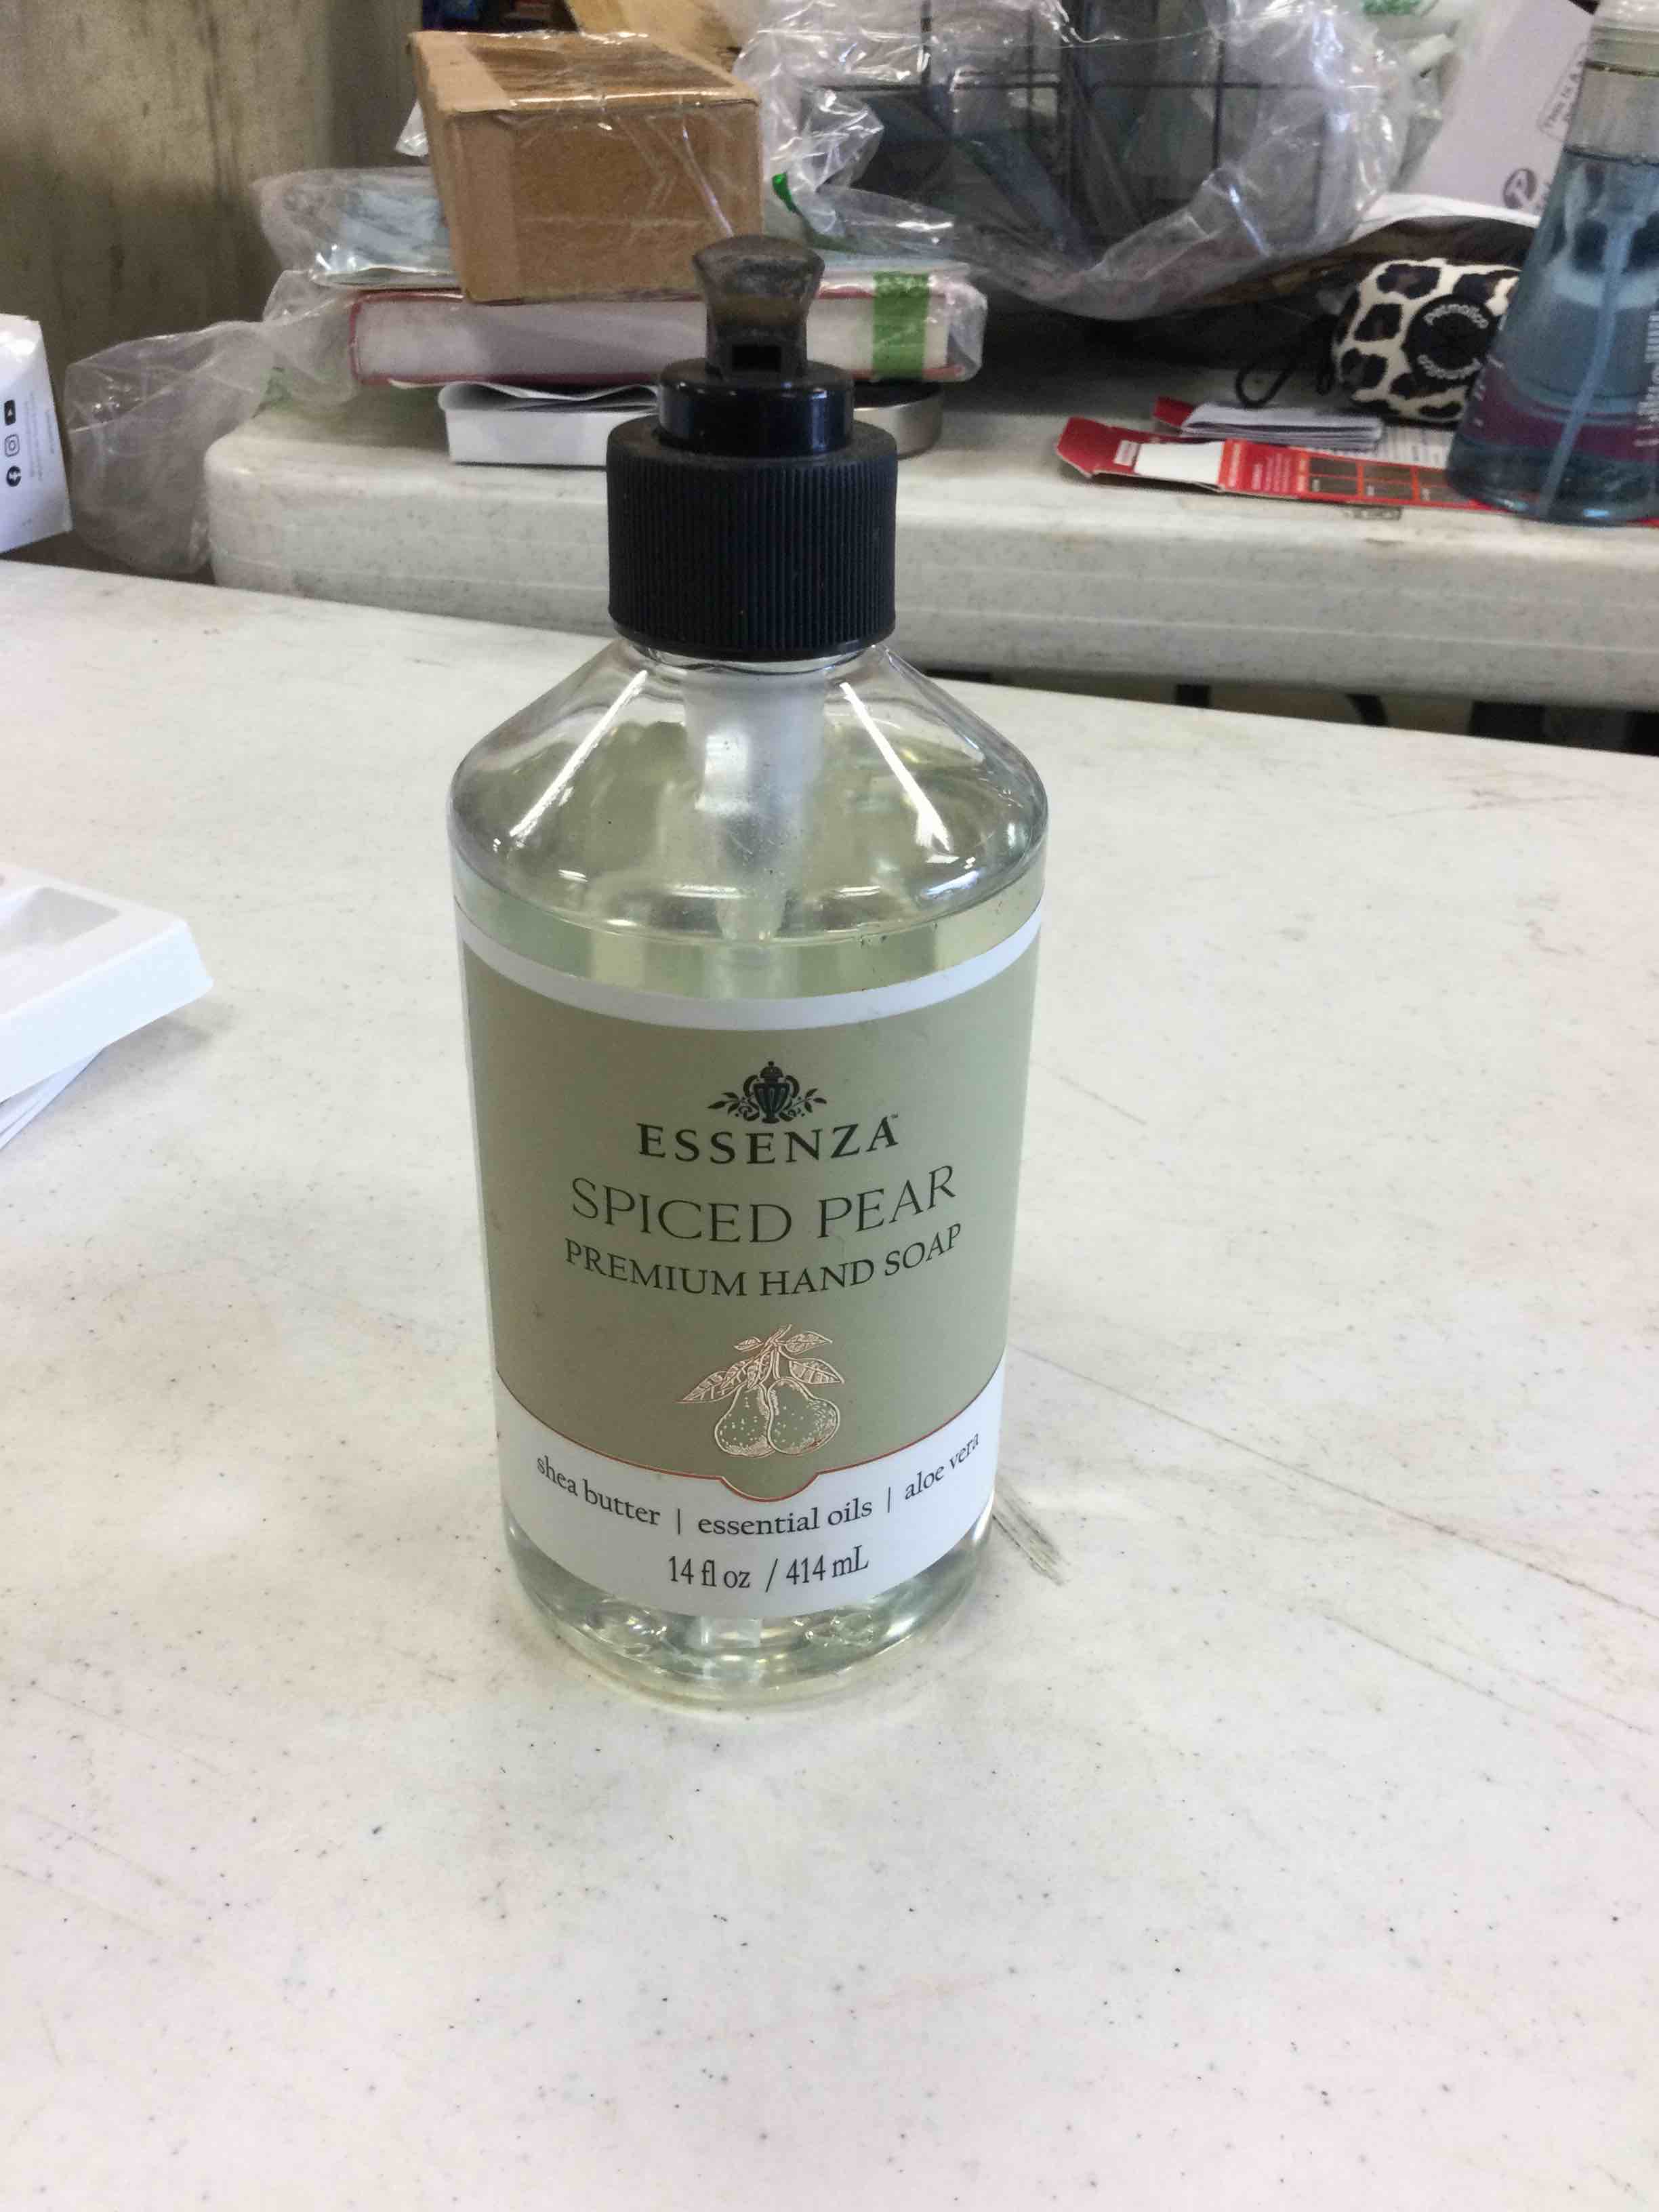 ESSENZA™
SPICED PEAR
PREMIUM HAND SOAP
shea butter | essential oils | aloe vera
14 fl oz / 414 mL